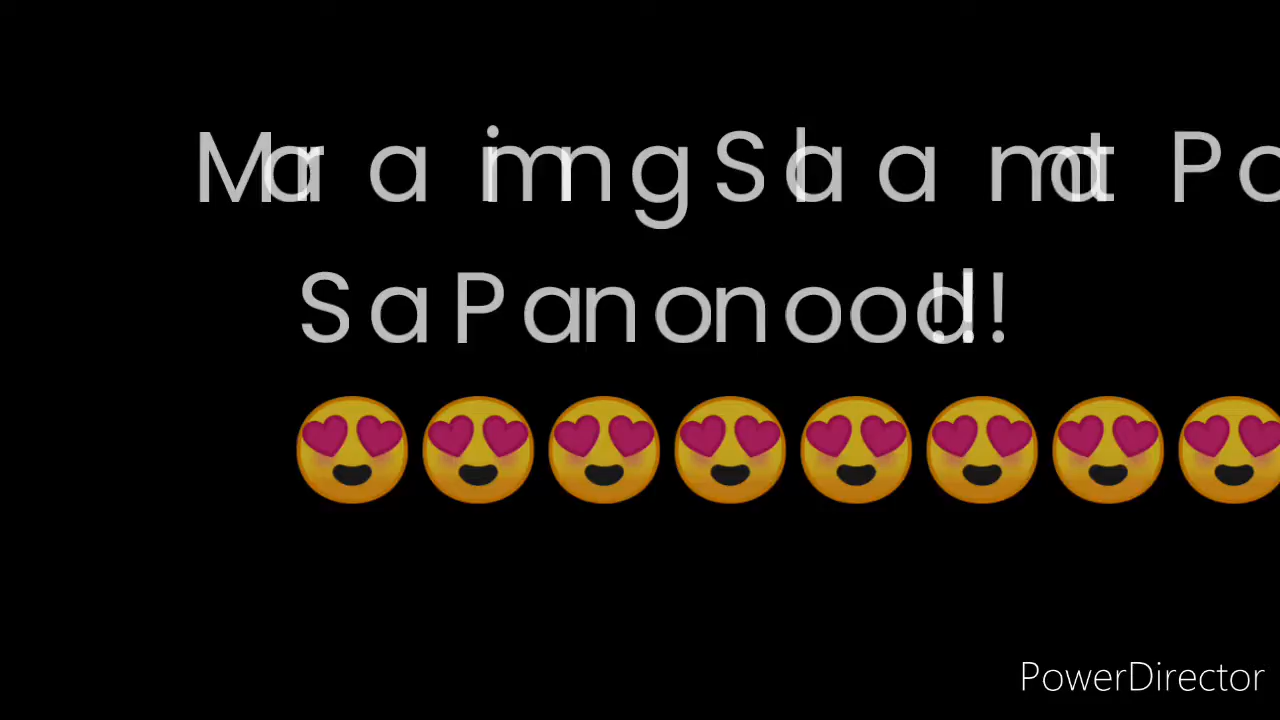 Maraming Salamat Po
Sa Panonood!!!
😍😍😍😍😍😍😍😍
PowerDirector